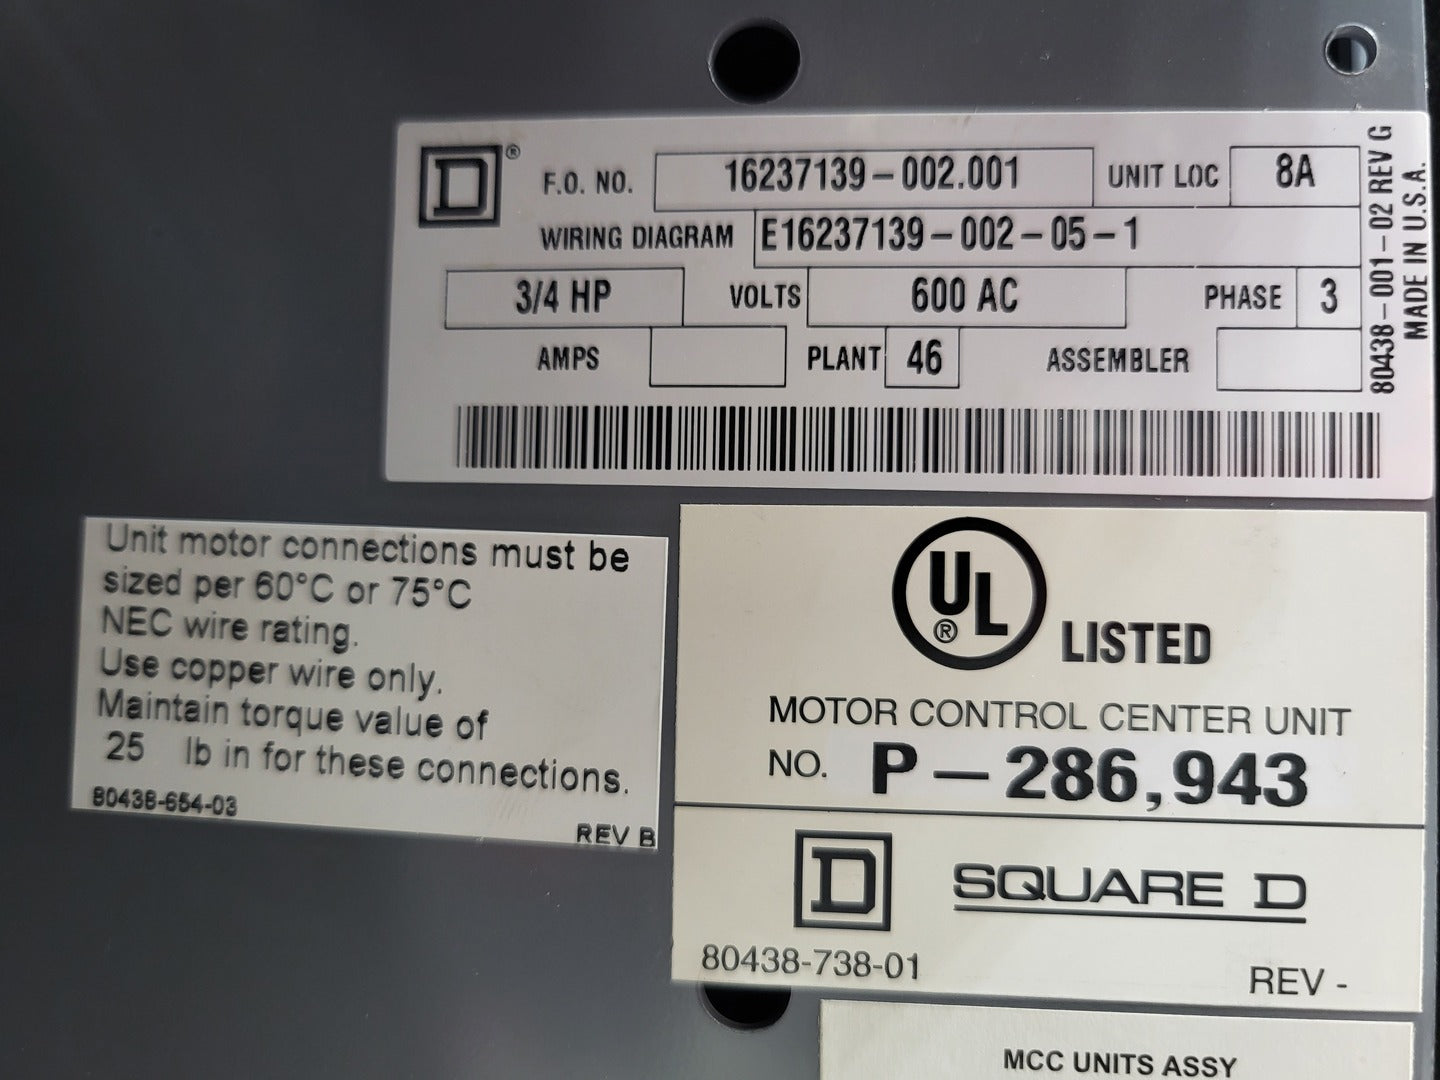 D®
F.O. NO. 16237139-002.001 UNIT LOC 8A
WIRING DIAGRAM E16237139-002-05-1
3/4 HP VOLTS 600 AC PHASE 3
AMPS PLANT 46 ASSEMBLER
80438-001-02 REV G
MADE IN U.S.A.
Unit motor connections must be
sized per 60°C or 75°C
NEC wire rating.
Use copper wire only.
Maintain torque value of
25 lb in for these connections.
80438-654-03
REV B
UL® LISTED
MOTOR CONTROL CENTER UNIT
NO. P-286,943
D SQUARE D
80438-738-01
REV -
MCC UNITS ASSY